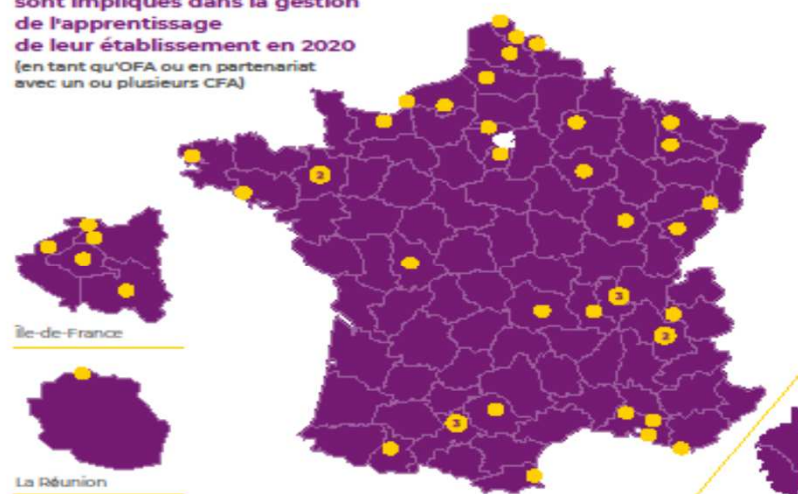 sont impliqués dans la gestion
de l'apprentissage
de leur établissement en 2020
(en tant qu'OFA ou en partenariat
avec un ou plusieurs CFA)
2
3
2
3
Île-de-France
La Réunion